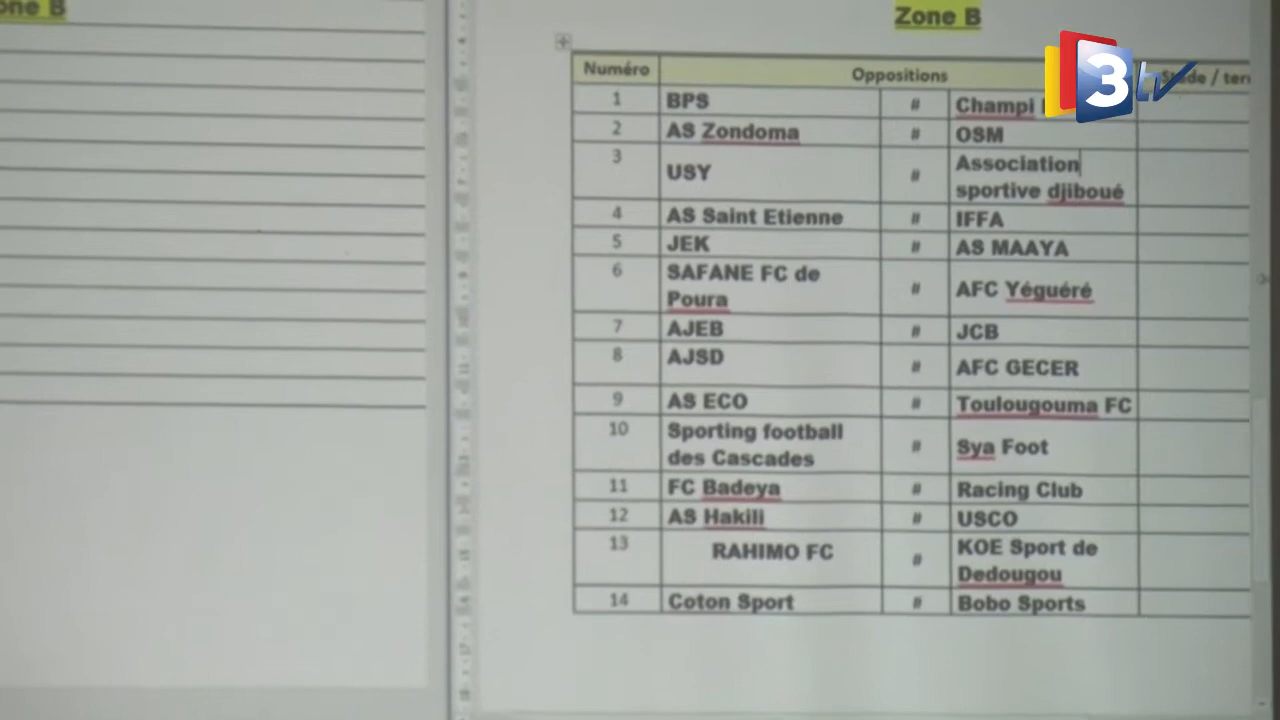 one B
Zone B
Numéro Oppositions Stade / terr
1 BPS # Champi
2 AS Zondoma # OSM
3 USY # Association
sportive djiboué
4 AS Saint Etienne # IFFA
5 JEK # AS MAAYA
6 SAFANE FC de
Poura # AFC Yéguéré
7 AJEB # JCB
8 AJSD # AFC GECER
9 AS ECO # Toulougouma FC
10 Sporting football
des Cascades # Sya Foot
11 FC Badeya # Racing Club
12 AS Hakili # USCO
13 RAHIMO FC # KOE Sport de
Dedougou
14 Coton Sport # Bobo Sports
3tv